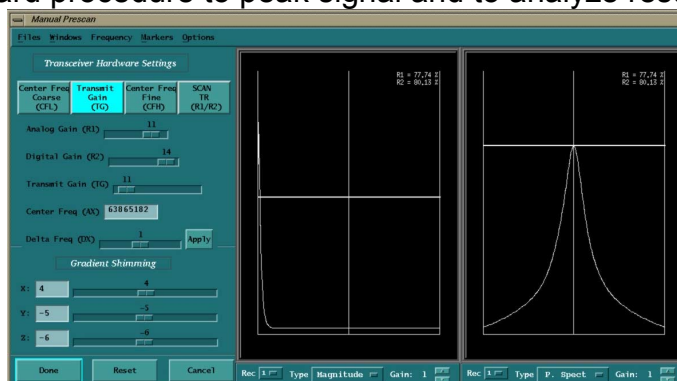 ard procedure to peak signal and to analyze res
Manual Prescan
Files Windows Frequency Markers Options
Transceiver Hardware Settings
Center Freq Coarse (CFL)
Transmit Gain (TG)
Center Freq Fine (CFH)
SCAN TR (R1/R2)
Analog Gain (R1) 11
Digital Gain (R2) 14
Transmit Gain (TG) 11
Center Freq (AX) 63865182
Delta Freq (DX) 1 Apply
Gradient Shimming
X: 4 4
Y: -5 -5
Z: -6 -6
Done Reset Cancel
R1 = 77.74 %
R2 = 80.13 %
Rec 1 Type Magnitude Gain: 1
R1 = 77.74 %
R2 = 80.13 %
Rec 1 Type P. Spect Gain: 1